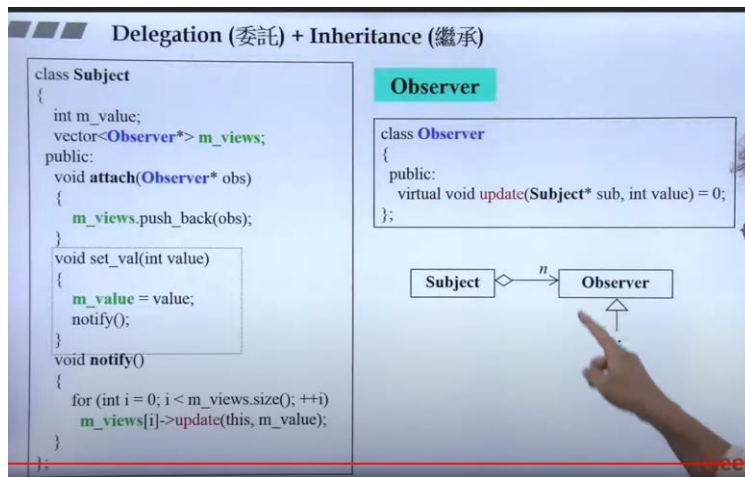 Delegation (委託) + Inheritance (繼承)
class Subject
{
int m_value;
vector<Observer*> m_views;
public:
void attach(Observer* obs)
{
m_views.push_back(obs);
}
void set_val(int value)
{
m_value = value;
notify();
}
void notify()
{
for (int i = 0; i < m_views.size(); ++i)
m_views[i]->update(this, m_value);
}
};
Observer
class Observer
{
public:
virtual void update(Subject* sub, int value) = 0;
};
Subject
n
Observer